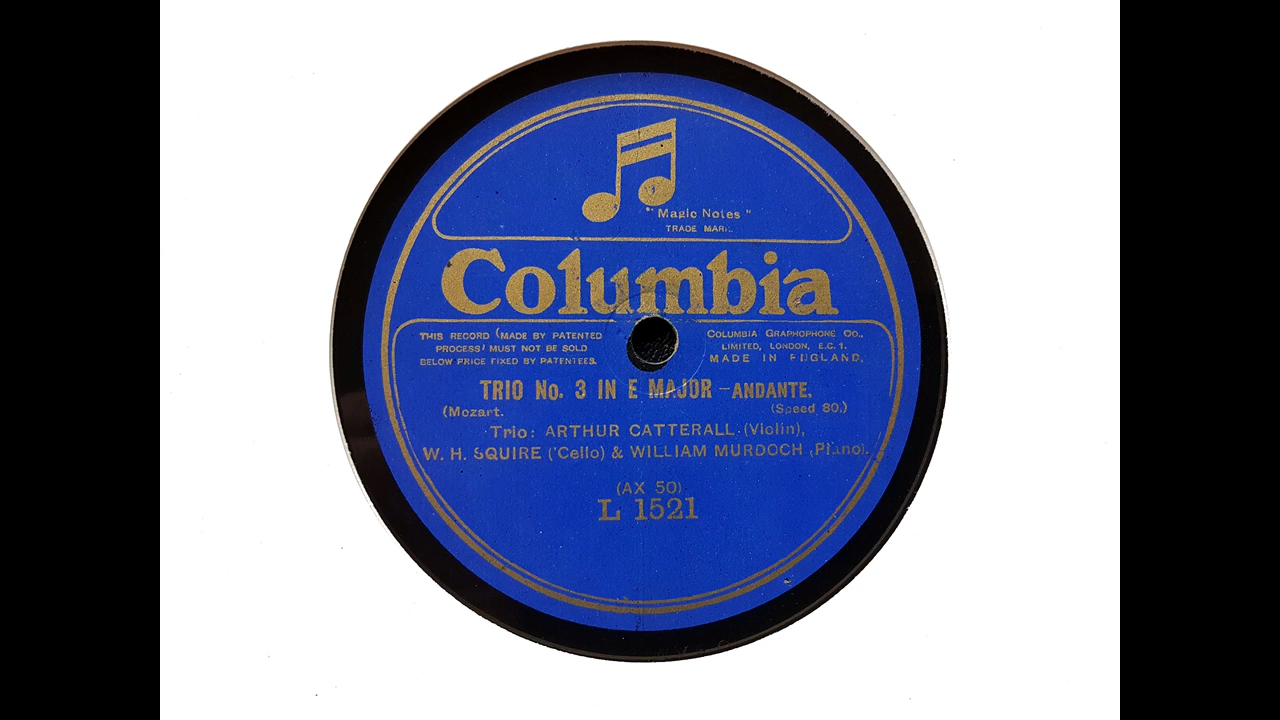 " Magic Notes "
TRADE MARK.
Columbia
THIS RECORD (MADE BY PATENTED
PROCESS) MUST NOT BE SOLD
BELOW PRICE FIXED BY PATENTEES.
COLUMBIA GRAPHOPHONE CO.,
LIMITED, LONDON, E.C.1.
MADE IN ENGLAND.
TRIO No. 3 IN E MAJOR – ANDANTE.
(Mozart. (Speed 80.)
Trio: ARTHUR CATTERALL (Violin),
W. H. SQUIRE ('Cello) & WILLIAM MURDOCH (Piano).
(AX 50)
L 1521